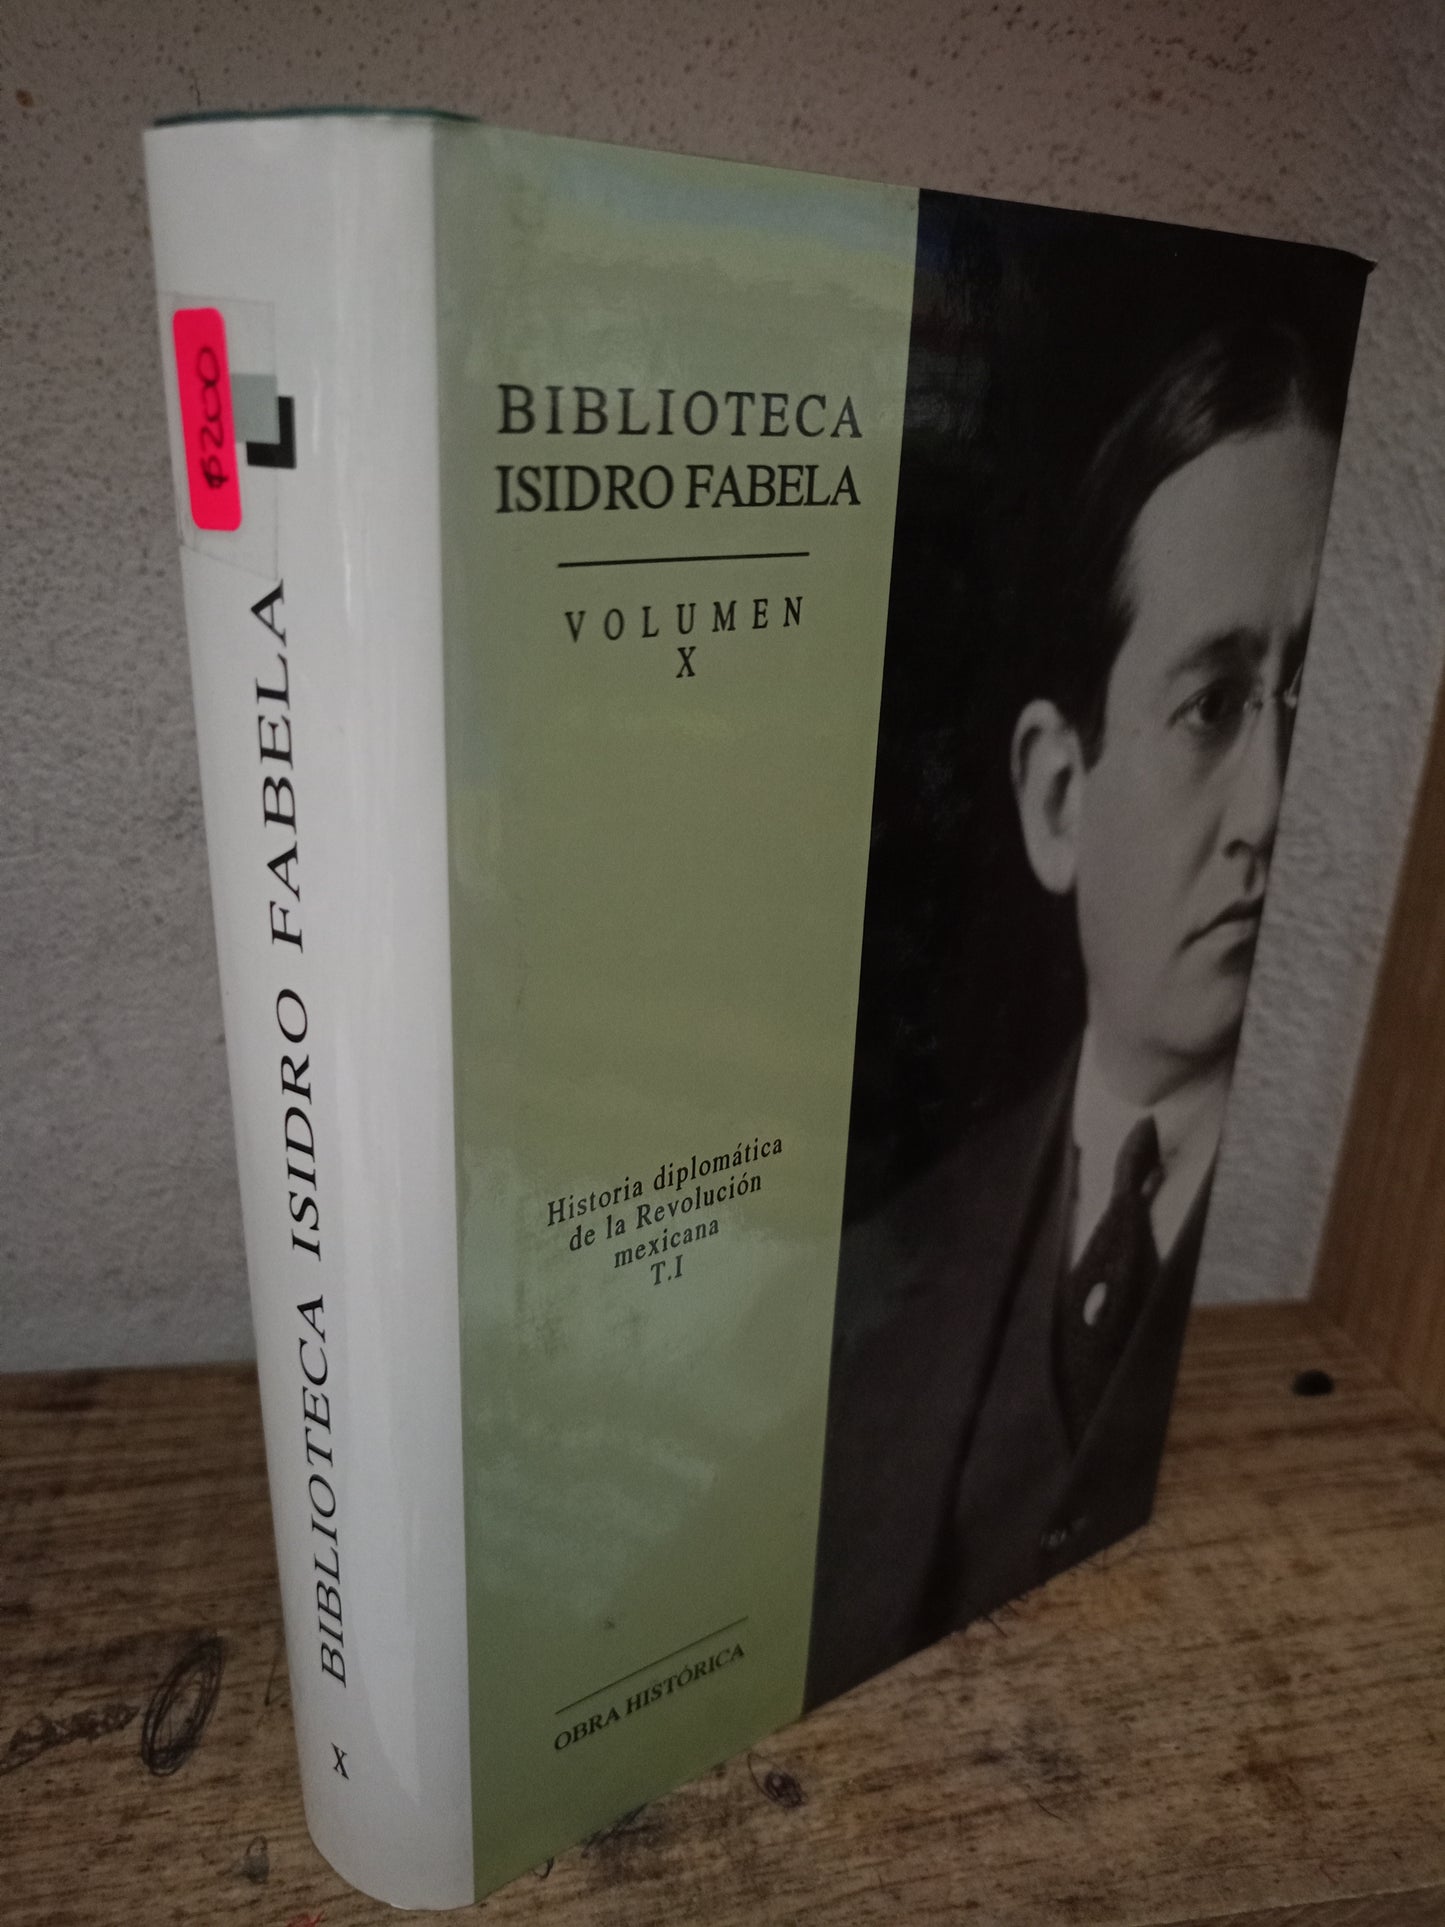 $200
BIBLIOTECA ISIDRO FABELA
X
BIBLIOTECA
ISIDRO FABELA
VOLUMEN
X
Historia diplomática
de la Revolución
mexicana
T.I
OBRA HISTÓRICA